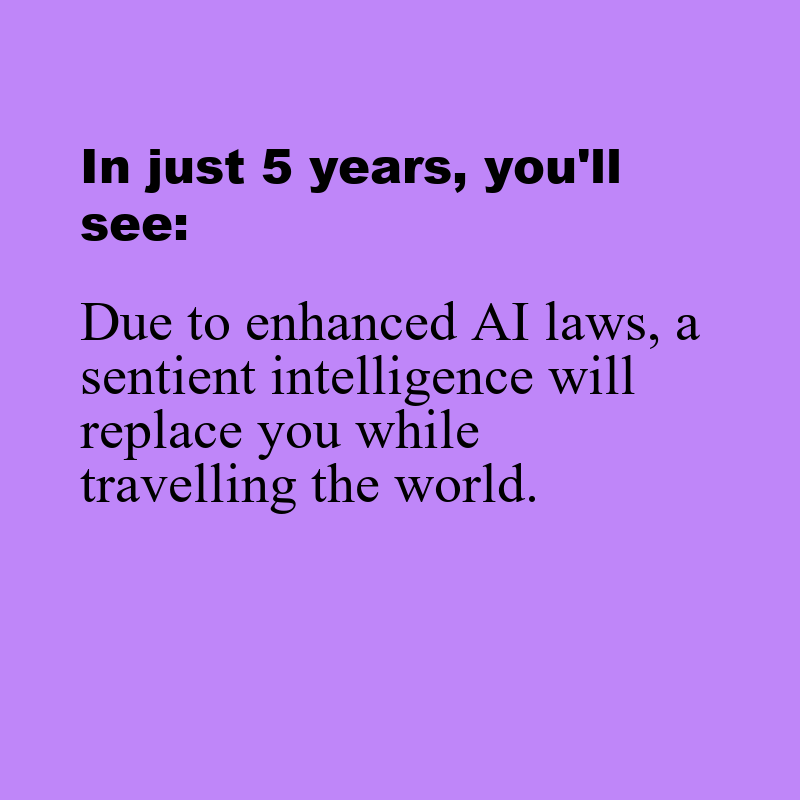 In just 5 years, you'll
see:
Due to enhanced AI laws, a
sentient intelligence will
replace you while
travelling the world.